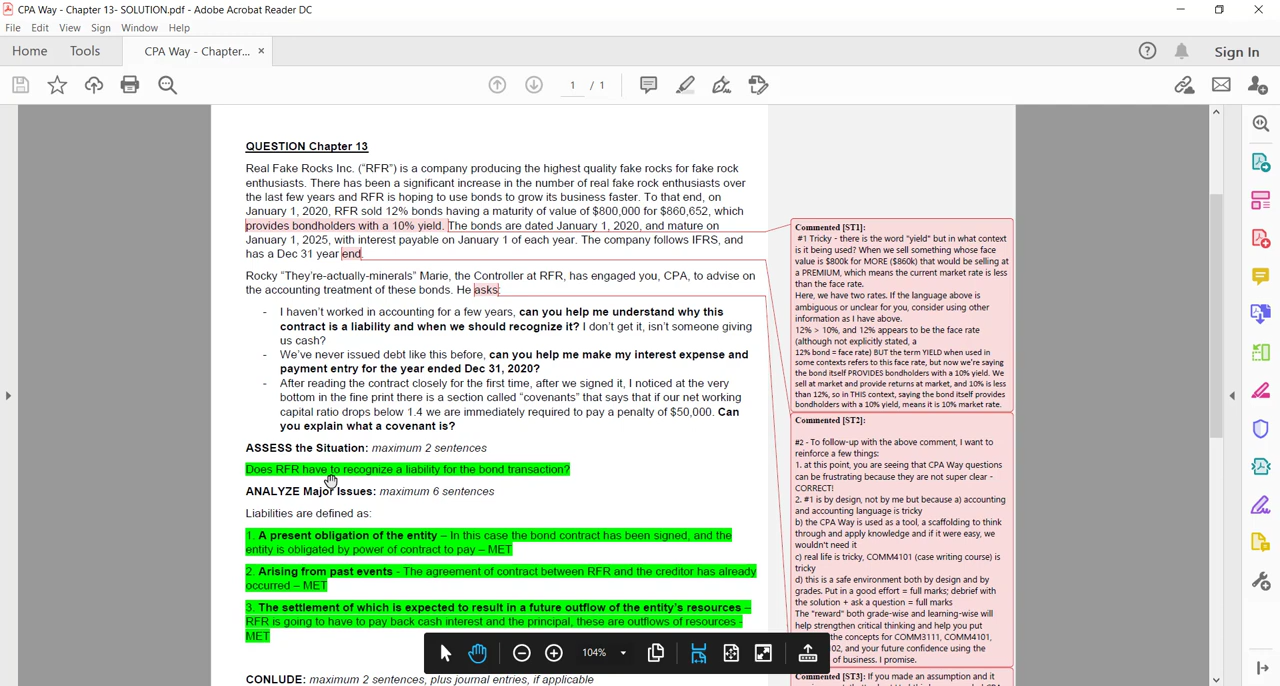 CPA Way - Chapter 13- SOLUTION.pdf - Adobe Acrobat Reader DC
File Edit View Sign Window Help
Home Tools CPA Way - Chapter... × Sign In
1 / 1
QUESTION Chapter 13
Real Fake Rocks Inc. ("RFR") is a company producing the highest quality fake rocks for fake rock
enthusiasts. There has been a significant increase in the number of real fake rock enthusiasts over
the last few years and RFR is hoping to use bonds to grow its business faster. To that end, on
January 1, 2020, RFR sold 12% bonds having a maturity of value of $800,000 for $860,652, which
provides bondholders with a 10% yield. The bonds are dated January 1, 2020, and mature on
January 1, 2025, with interest payable on January 1 of each year. The company follows IFRS, and
has a Dec 31 year end.
Rocky "They're-actually-minerals" Marie, the Controller at RFR, has engaged you, CPA, to advise on
the accounting treatment of these bonds. He asks:
- I haven't worked in accounting for a few years, can you help me understand why this
contract is a liability and when we should recognize it? I don't get it, isn't someone giving
us cash?
- We've never issued debt like this before, can you help me make my interest expense and
payment entry for the year ended Dec 31, 2020?
- After reading the contract closely for the first time, after we signed it, I noticed at the very
bottom in the fine print there is a section called "covenants" that says that if our net working
capital ratio drops below 1.4 we are immediately required to pay a penalty of $50,000. Can
you explain what a covenant is?
ASSESS the Situation: maximum 2 sentences
Does RFR have to recognize a liability for the bond transaction?
ANALYZE Major Issues: maximum 6 sentences
Liabilities are defined as:
1. A present obligation of the entity – In this case the bond contract has been signed, and the
entity is obligated by power of contract to pay – MET
2. Arising from past events - The agreement of contract between RFR and the creditor has already
occurred – MET
3. The settlement of which is expected to result in a future outflow of the entity's resources –
RFR is going to have to pay back cash interest and the principal, these are outflows of resources -
MET
CONLUDE: maximum 2 sentences, plus journal entries, if applicable
Commented [ST1]:
#1 Tricky - there is the word "yield" but in what context
is it being used? When we sell something whose face
value is $800k for MORE ($860k) that would be selling at
a PREMIUM, which means the current market rate is less
than the face rate.
Here, we have two rates. If the language above is
ambiguous or unclear for you, consider using other
information as I have above.
12% > 10%, and 12% appears to be the face rate
(although not explicitly stated, a
12% bond = face rate) BUT the term YIELD when used in
some contexts refers to this face rate, but now we're saying
the bond itself PROVIDES bondholders with a 10% yield. We
sell at market and provide returns at market, and 10% is less
than 12%, so in THIS context, saying the bond itself provides
bondholders with a 10% yield, means it is 10% market rate.
Commented [ST2]:
#2 - To follow-up with the above comment, I want to
reinforce a few things:
1. at this point, you are seeing that CPA Way questions
can be frustrating because they are not super clear -
CORRECT!
2. #1 is by design, not by me but because a) accounting
and accounting language is tricky
b) the CPA Way is used as a tool, a scaffolding to think
through and apply knowledge and if it were easy, we
wouldn't need it
c) real life is tricky, COMM4101 (case writing course) is
tricky
d) this is a safe environment both by design and by
grades. Put in a good effort = full marks; debrief with
the solution + ask a question = full marks
The "reward" both grade-wise and learning-wise will
help strengthen critical thinking and help you put
the concepts for COMM3111, COMM4101,
02, and your future confidence using the
of business. I promise.
Commented [ST3]: If you made an assumption and it
104%